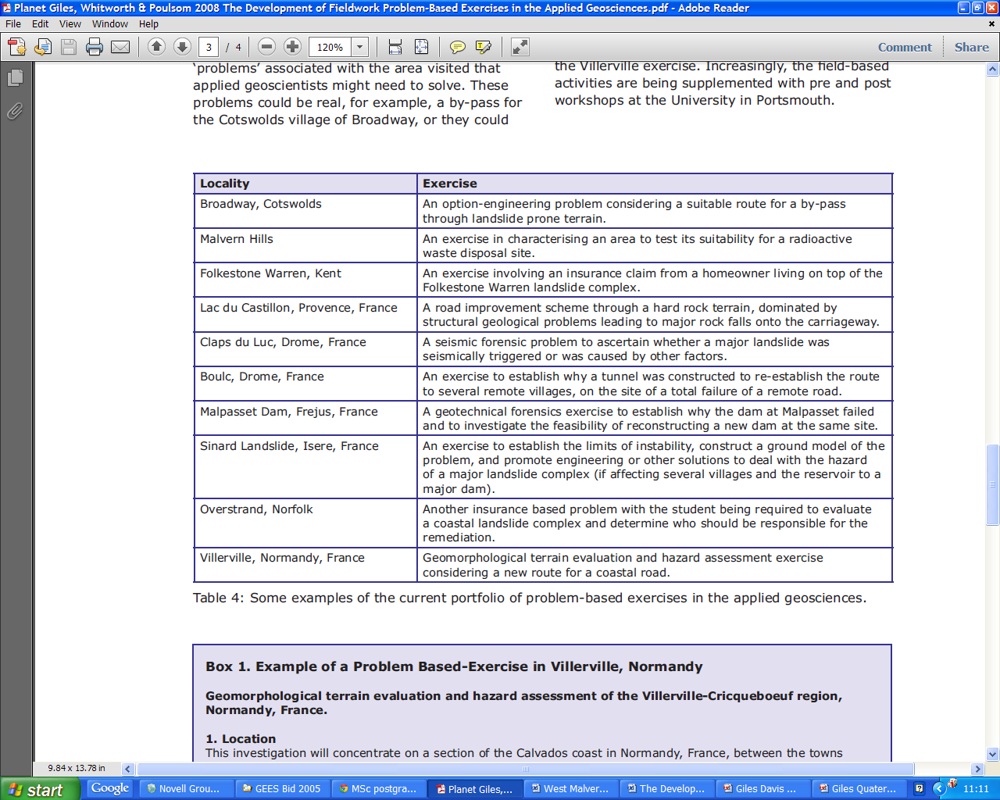 Planet Giles, Whitworth & Poulsom 2008 The Development of Fieldwork Problem-Based Exercises in the Applied Geosciences.pdf - Adobe Reader
File Edit View Window Help
3 / 4 120% Comment Share
'problems' associated with the area visited that
applied geoscientists might need to solve. These
problems could be real, for example, a by-pass for
the Cotswolds village of Broadway, or they could
the Villerville exercise. Increasingly, the field-based
activities are being supplemented with pre and post
workshops at the University in Portsmouth.
Locality Exercise
Broadway, Cotswolds An option-engineering problem considering a suitable route for a by-pass
through landslide prone terrain.
Malvern Hills An exercise in characterising an area to test its suitability for a radioactive
waste disposal site.
Folkestone Warren, Kent An exercise involving an insurance claim from a homeowner living on top of the
Folkestone Warren landslide complex.
Lac du Castillon, Provence, France A road improvement scheme through a hard rock terrain, dominated by
structural geological problems leading to major rock falls onto the carriageway.
Claps du Luc, Drome, France A seismic forensic problem to ascertain whether a major landslide was
seismically triggered or was caused by other factors.
Boulc, Drome, France An exercise to establish why a tunnel was constructed to re-establish the route
to several remote villages, on the site of a total failure of a remote road.
Malpasset Dam, Frejus, France A geotechnical forensics exercise to establish why the dam at Malpasset failed
and to investigate the feasibility of reconstructing a new dam at the same site.
Sinard Landslide, Isere, France An exercise to establish the limits of instability, construct a ground model of the
problem, and promote engineering or other solutions to deal with the hazard
of a major landslide complex (if affecting several villages and the reservoir to a
major dam).
Overstrand, Norfolk Another insurance based problem with the student being required to evaluate
a coastal landslide complex and determine who should be responsible for the
remediation.
Villerville, Normandy, France Geomorphological terrain evaluation and hazard assessment exercise
considering a new route for a coastal road.
Table 4: Some examples of the current portfolio of problem-based exercises in the applied geosciences.
Box 1. Example of a Problem Based-Exercise in Villerville, Normandy
Geomorphological terrain evaluation and hazard assessment of the Villerville-Cricqueboeuf region,
Normandy, France.
1. Location
This investigation will concentrate on a section of the Calvados coast in Normandy, France, between the towns
9.84 x 13.78 in
start Google Novell Grou... GEES Bid 2005 MSc postgra... Planet Giles,... West Malver... The Develop... Giles Davis ... Giles Quater... 11:11